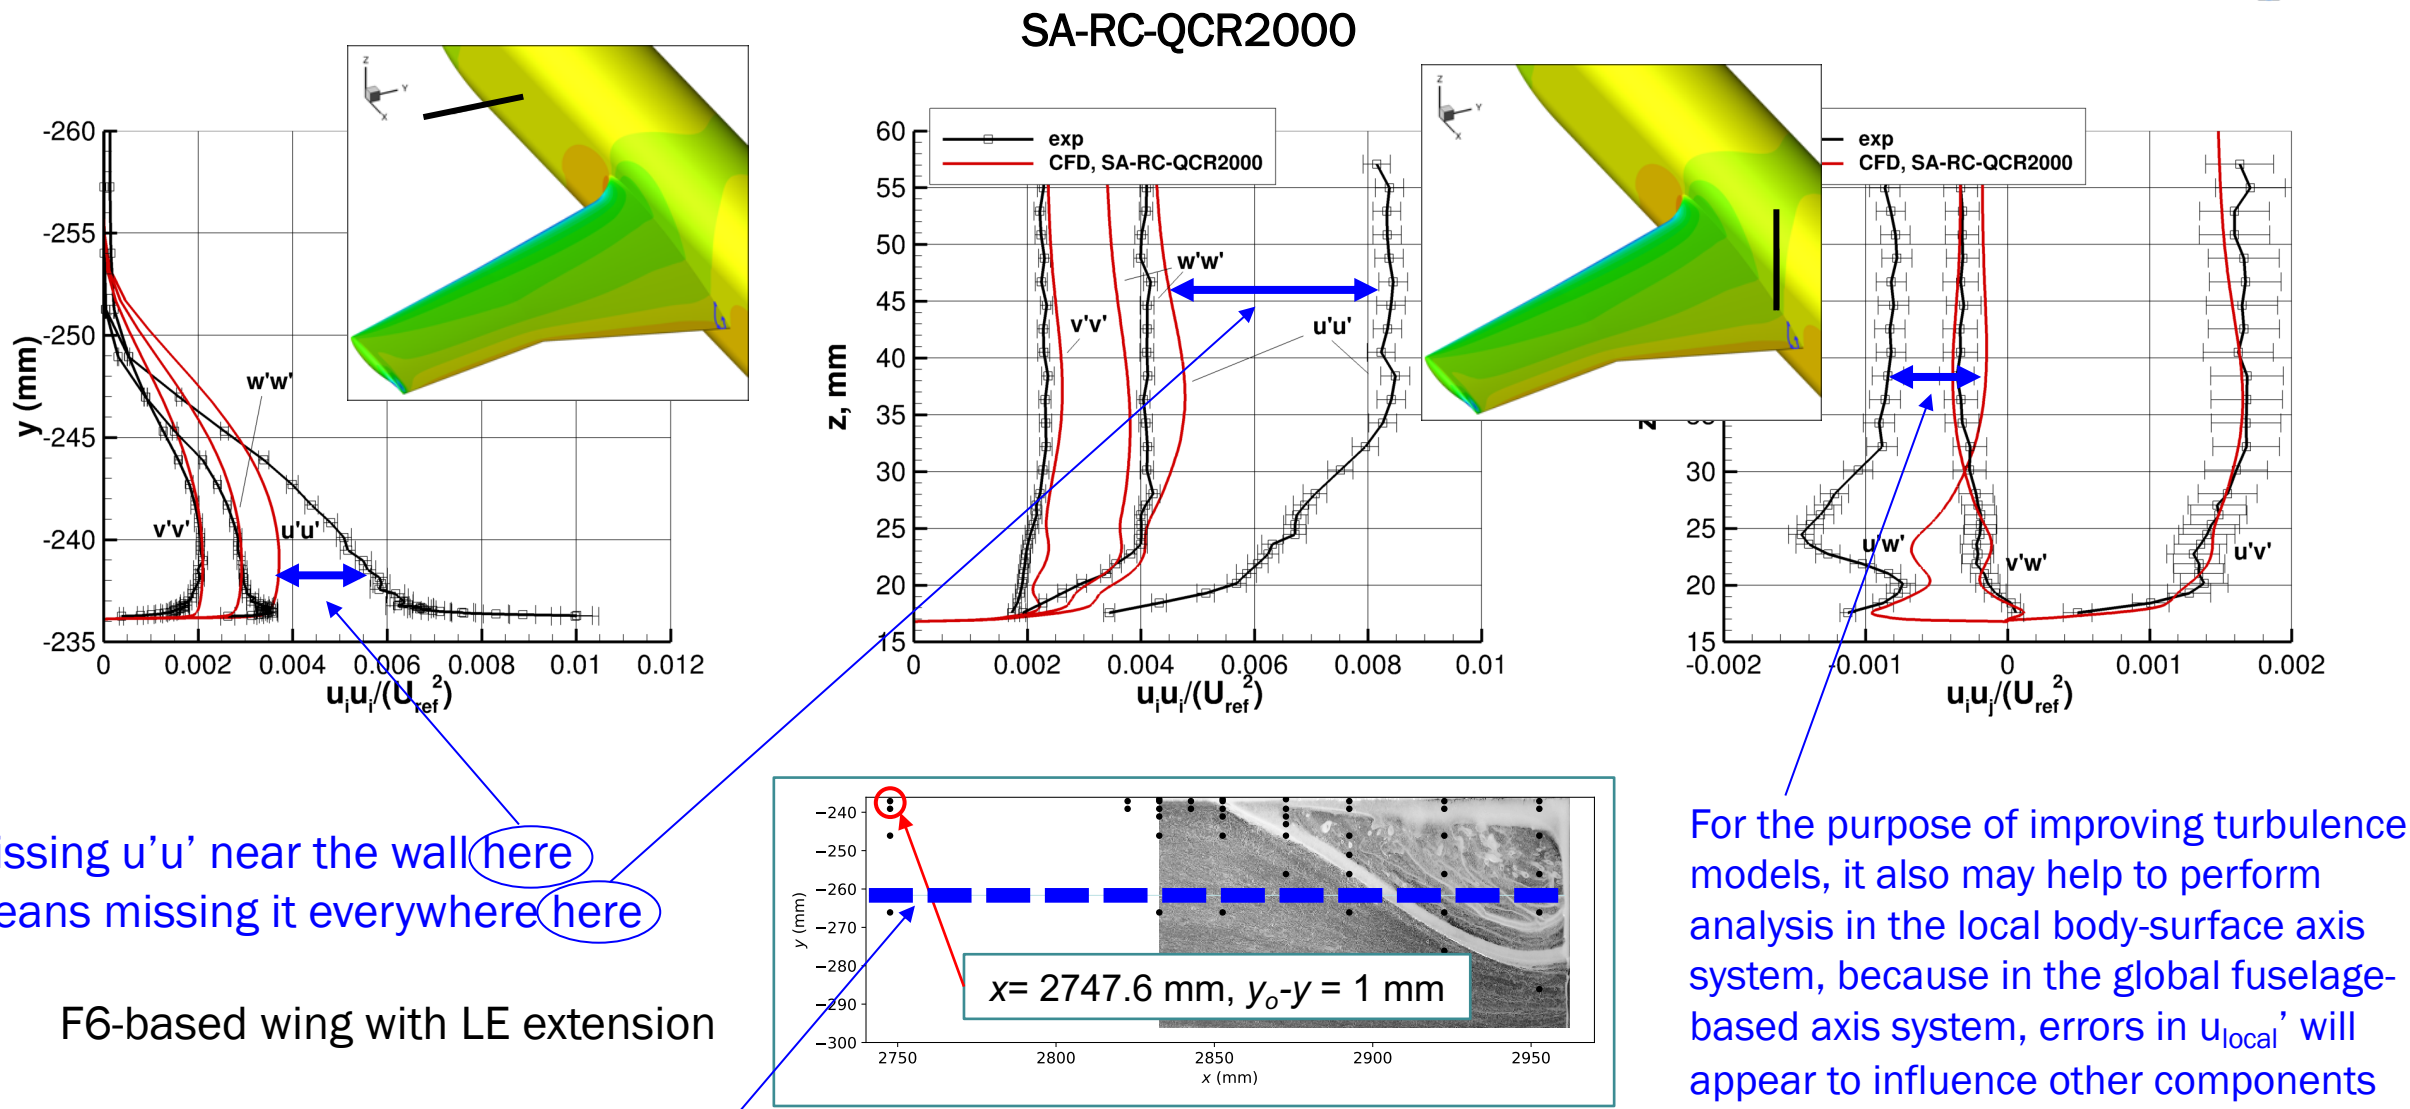 SA-RC-QCR2000
-260
-255
-250
-245
-240
-235
y (mm)
0 0.002 0.004 0.006 0.008 0.01 0.012
uᵢuᵢ/(U_ref²)
w'w'
v'v'
u'u'
Z
Y
X
60
55
50
45
40
35
30
25
20
15
z, mm
exp
CFD, SA-RC-QCR2000
w'w'
v'v'
u'u'
0 0.002 0.004 0.006 0.008 0.01
uᵢuᵢ/(U_ref²)
Z
Y
X
exp
CFD, SA-RC-QCR2000
30
25
20
15
u'w'
v'w'
u'v'
-0.002 -0.001 0 0.001 0.002
uᵢuⱼ/(U_ref²)
issing u’u’ near the wall here
eans missing it everywhere here
F6-based wing with LE extension
−240
−250
−260
−270
−280
−290
−300
y (mm)
x= 2747.6 mm, yₒ-y = 1 mm
2750 2800 2850 2900 2950
x (mm)
For the purpose of improving turbulence
models, it also may help to perform
analysis in the local body-surface axis
system, because in the global fuselage-
based axis system, errors in u_local’ will
appear to influence other components